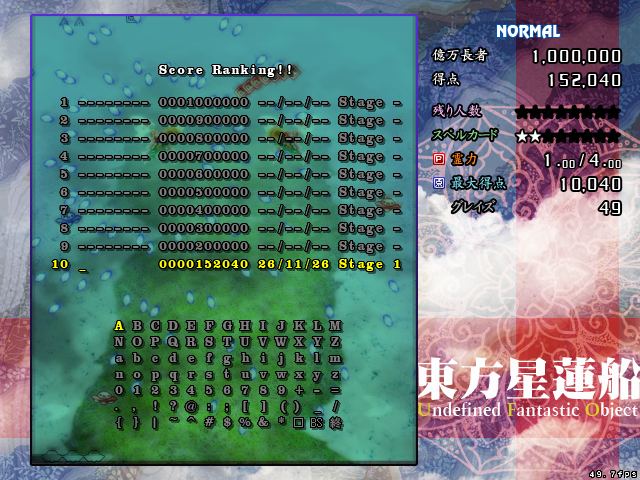 Score Ranking!!
1 -------- 0001000000 --/--/-- Stage -
2 -------- 0000900000 --/--/-- Stage -
3 -------- 0000800000 --/--/-- Stage -
4 -------- 0000700000 --/--/-- Stage -
5 -------- 0000600000 --/--/-- Stage -
6 -------- 0000500000 --/--/-- Stage -
7 -------- 0000400000 --/--/-- Stage -
8 -------- 0000300000 --/--/-- Stage -
9 -------- 0000200000 --/--/-- Stage -
10 _ 0000152040 26/11/26 Stage 1
A B C D E F G H I J K L M
N O P Q R S T U V W X Y Z
a b c d e f g h i j k l m
n o p q r s t u v w x y z
0 1 2 3 4 5 6 7 8 9 + - =
. , ! ? @ : ; [ ] ( ) _ /
{ } | ~ ^ # $ % & * □ BS 終
NORMAL
億万長者 1,000,000
得点 152,040
残り人数
スペルカード ★★
P 霊力 1.00/4.00
点 最大得点 10,040
グレイズ 49
東方星蓮船
Undefined Fantastic Object
49.7fps